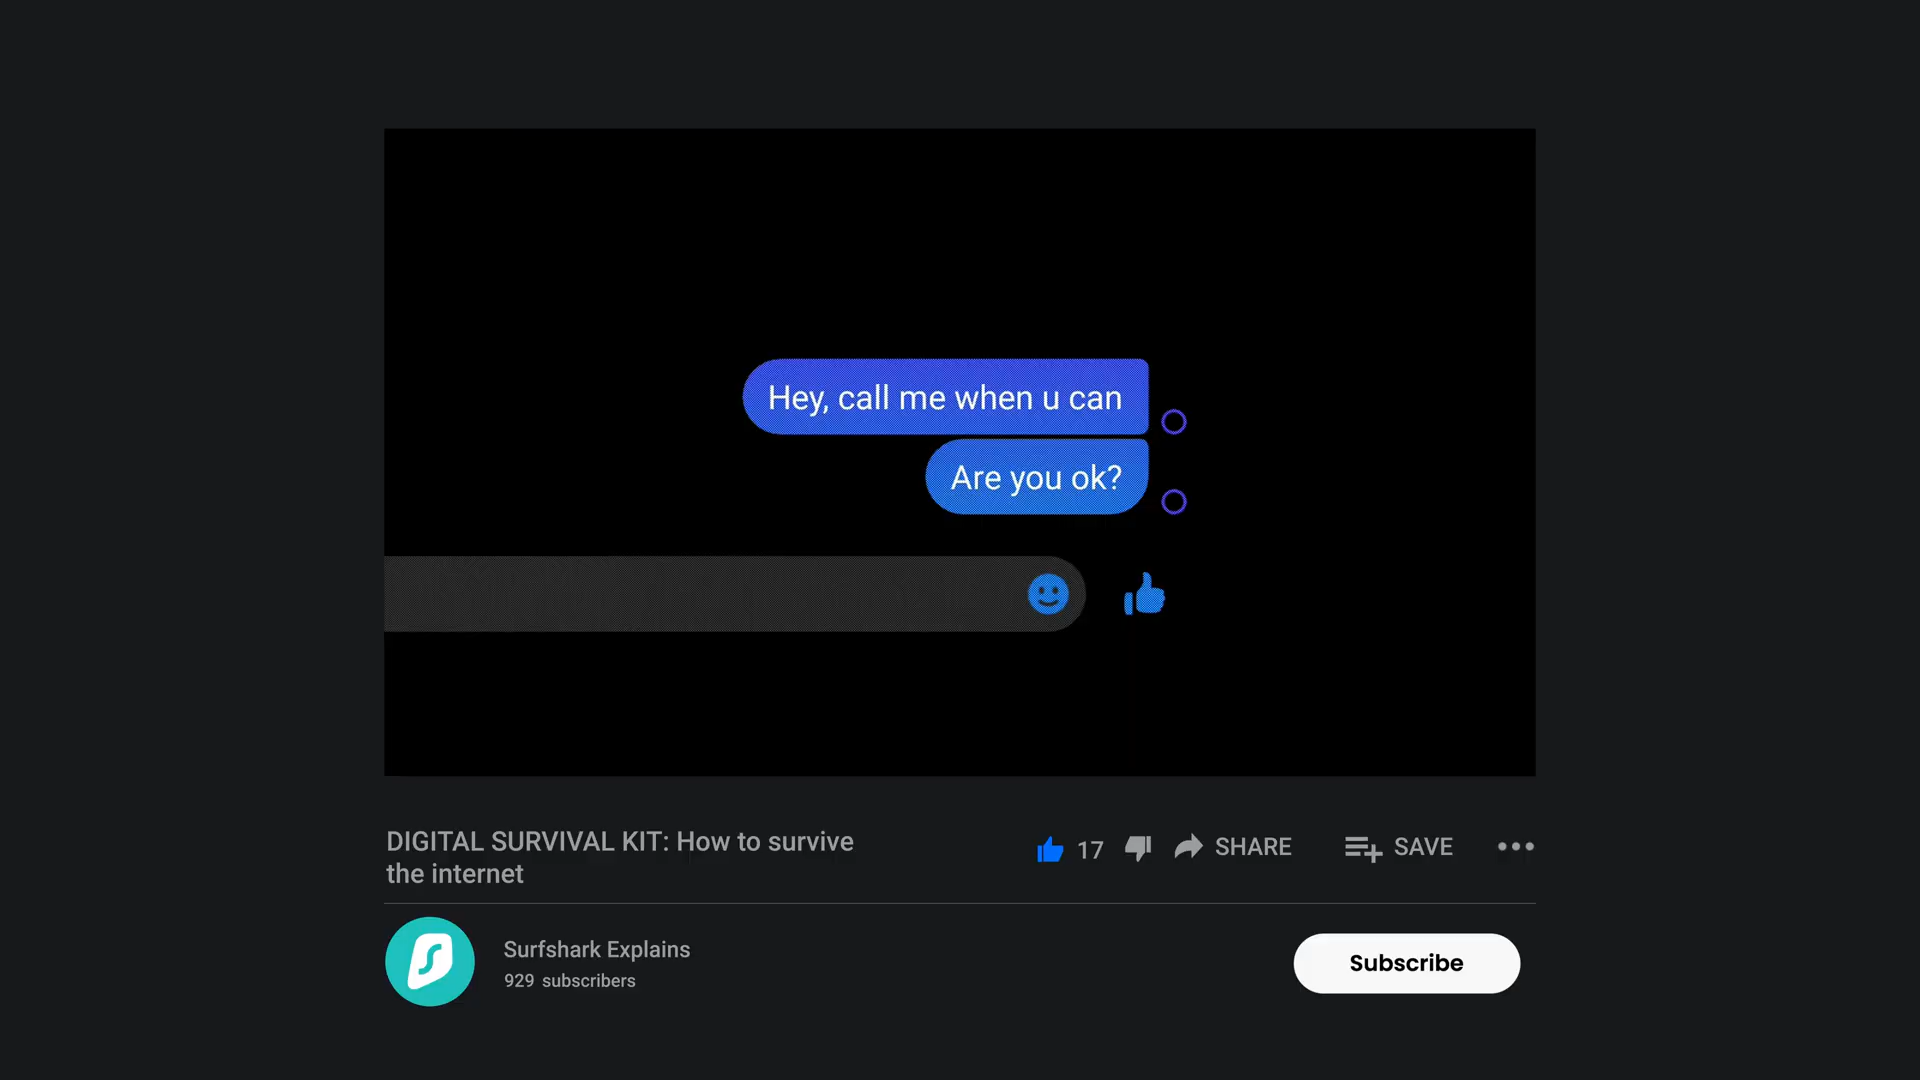 Hey, call me when u can
Are you ok?
DIGITAL SURVIVAL KIT: How to survive
the internet
17
SHARE
SAVE
Surfshark Explains
929 subscribers
Subscribe